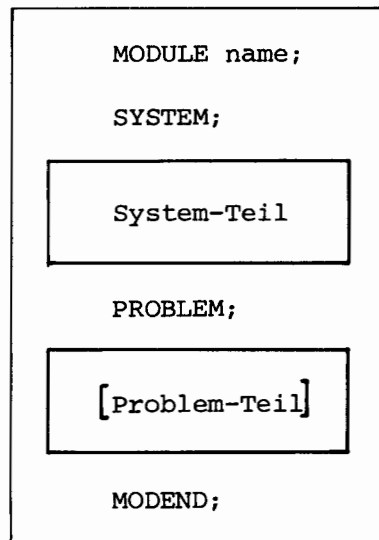 MODULE name;
SYSTEM;
System-Teil
PROBLEM;
[Problem-Teil]
MODEND;